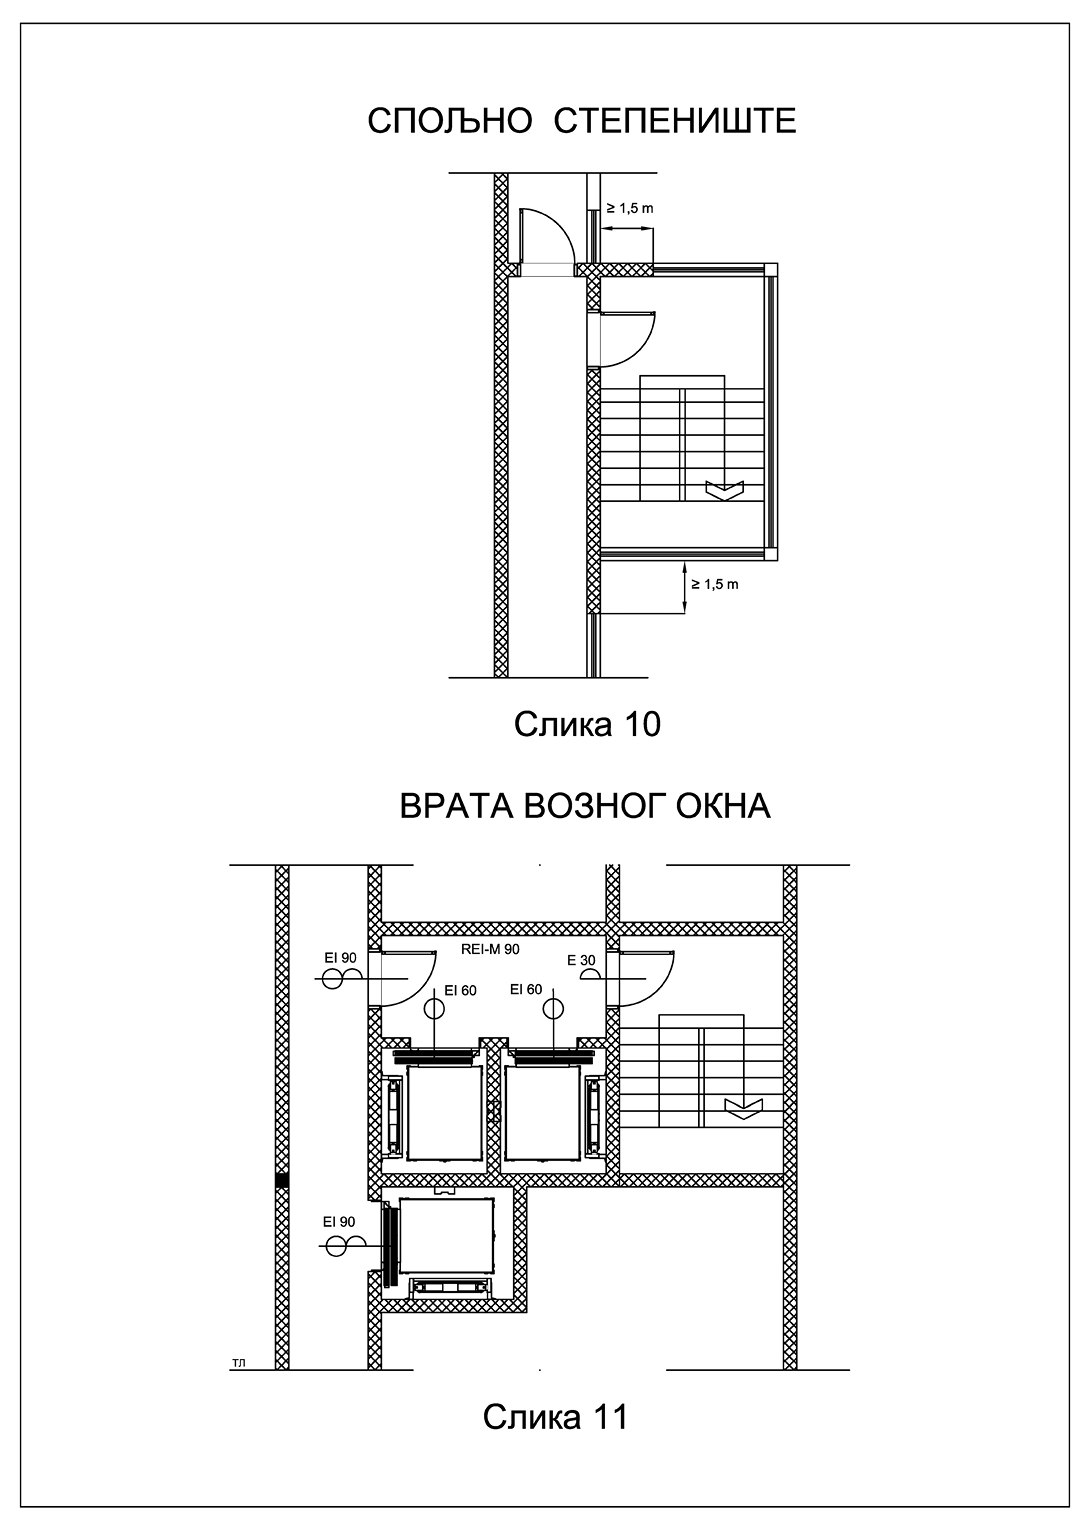 СПОЉНО СТЕПЕНИШТЕ
≥ 1,5 m
≥ 1,5 m
Слика 10
ВРАТА ВОЗНОГ ОКНА
REI-M 90
EI 90
E 30
EI 60
EI 60
EI 90
ТЛ
Слика 11